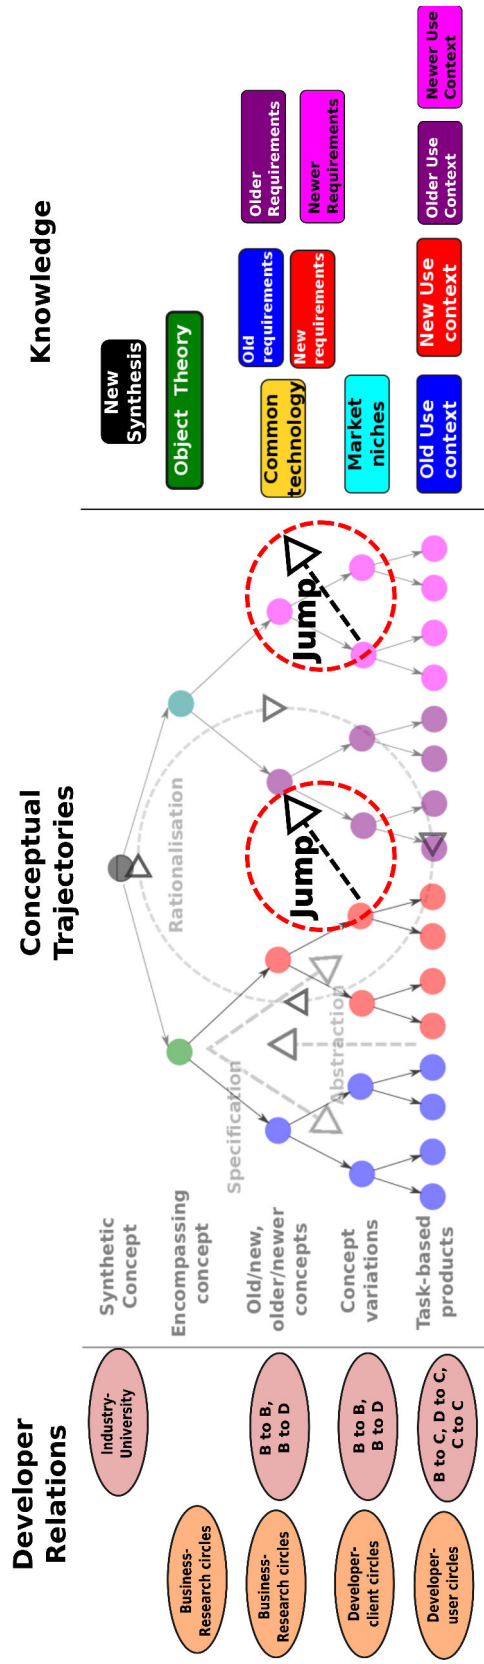 Developer
Relations
Conceptual
Trajectories
Knowledge
Industry-
University
Synthetic
Concept
New
Synthesis
Business-
Research circles
Encompassing
concept
Rationalisation
Object Theory
Business-
Research circles
B to B,
B to D
Old/new,
older/newer
concepts
Specification
Jump
Jump
Common
technology
Old
requirements
New
requirements
Older
Requirements
Newer
Requirements
Developer-
client circles
B to B,
B to D
Concept
variations
Abstraction
Market
niches
Developer-
user circles
B to C, D to C,
C to C
Task-based
products
Old Use
context
New Use
context
Older Use
Context
Newer Use
Context